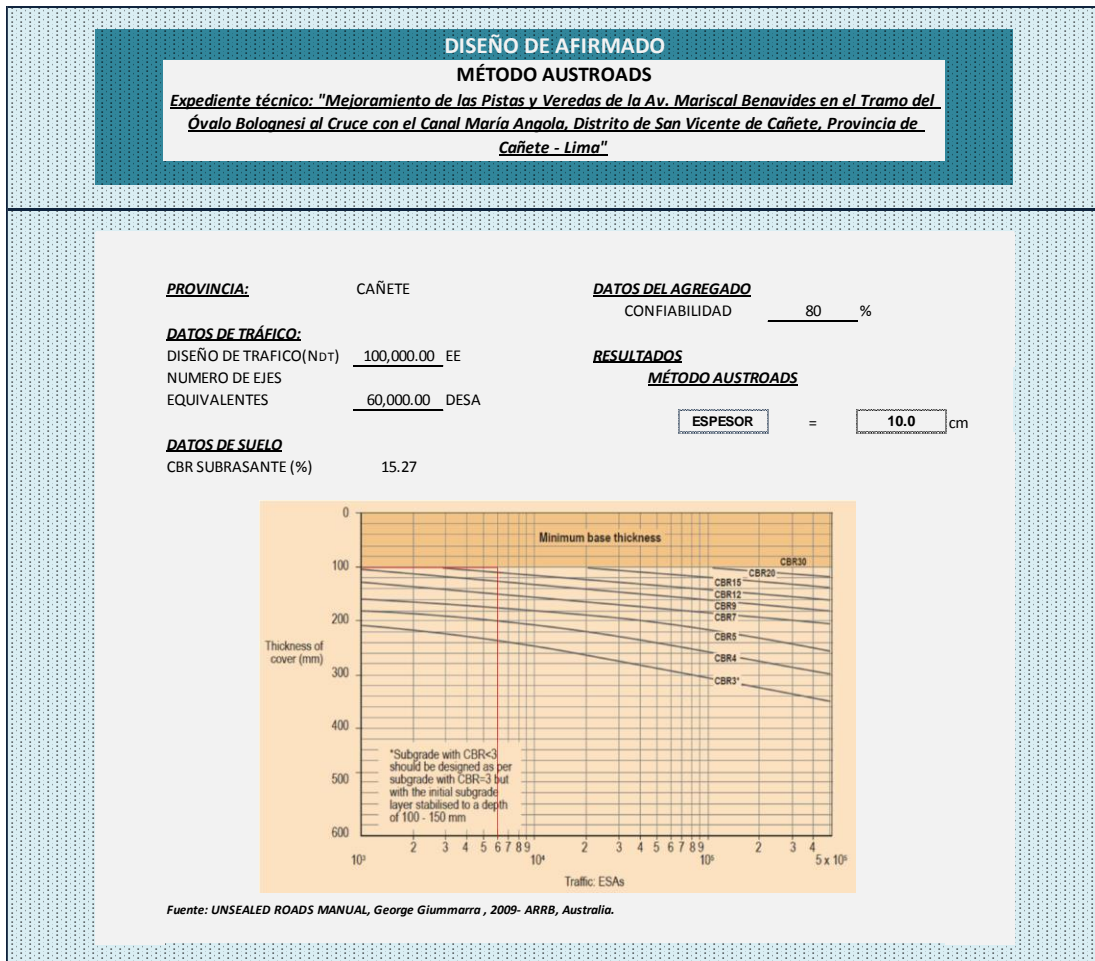 DISEÑO DE AFIRMADO
MÉTODO AUSTROADS
Expediente técnico: "Mejoramiento de las Pistas y Veredas de la Av. Mariscal Benavides en el Tramo del
Óvalo Bolognesi al Cruce con el Canal María Angola, Distrito de San Vicente de Cañete, Provincia de
Cañete - Lima"
PROVINCIA: CAÑETE
DATOS DEL AGREGADO
CONFIABILIDAD 80 %
DATOS DE TRÁFICO:
DISEÑO DE TRAFICO(NDT) 100,000.00 EE
RESULTADOS
NUMERO DE EJES
MÉTODO AUSTROADS
EQUIVALENTES 60,000.00 DESA
ESPESOR = 10.0 cm
DATOS DE SUELO
CBR SUBRASANTE (%) 15.27
0
Minimum base thickness
100
CBR30
CBR20
CBR15
CBR12
CBR9
CBR7
200
CBR5
Thickness of
cover (mm)
CBR4
300
CBR3*
400
*Subgrade with CBR<3
should be designed as per
subgrade with CBR=3 but
with the initial subgrade
layer stabilised to a depth
of 100 - 150 mm
500
600
2 3 4 5 6 7 8 9 2 3 4 5 6 7 8 9 2 3 4
10³ 10⁴ 10⁵ 5 x 10⁵
Traffic: ESAs
Fuente: UNSEALED ROADS MANUAL, George Giummarra , 2009- ARRB, Australia.